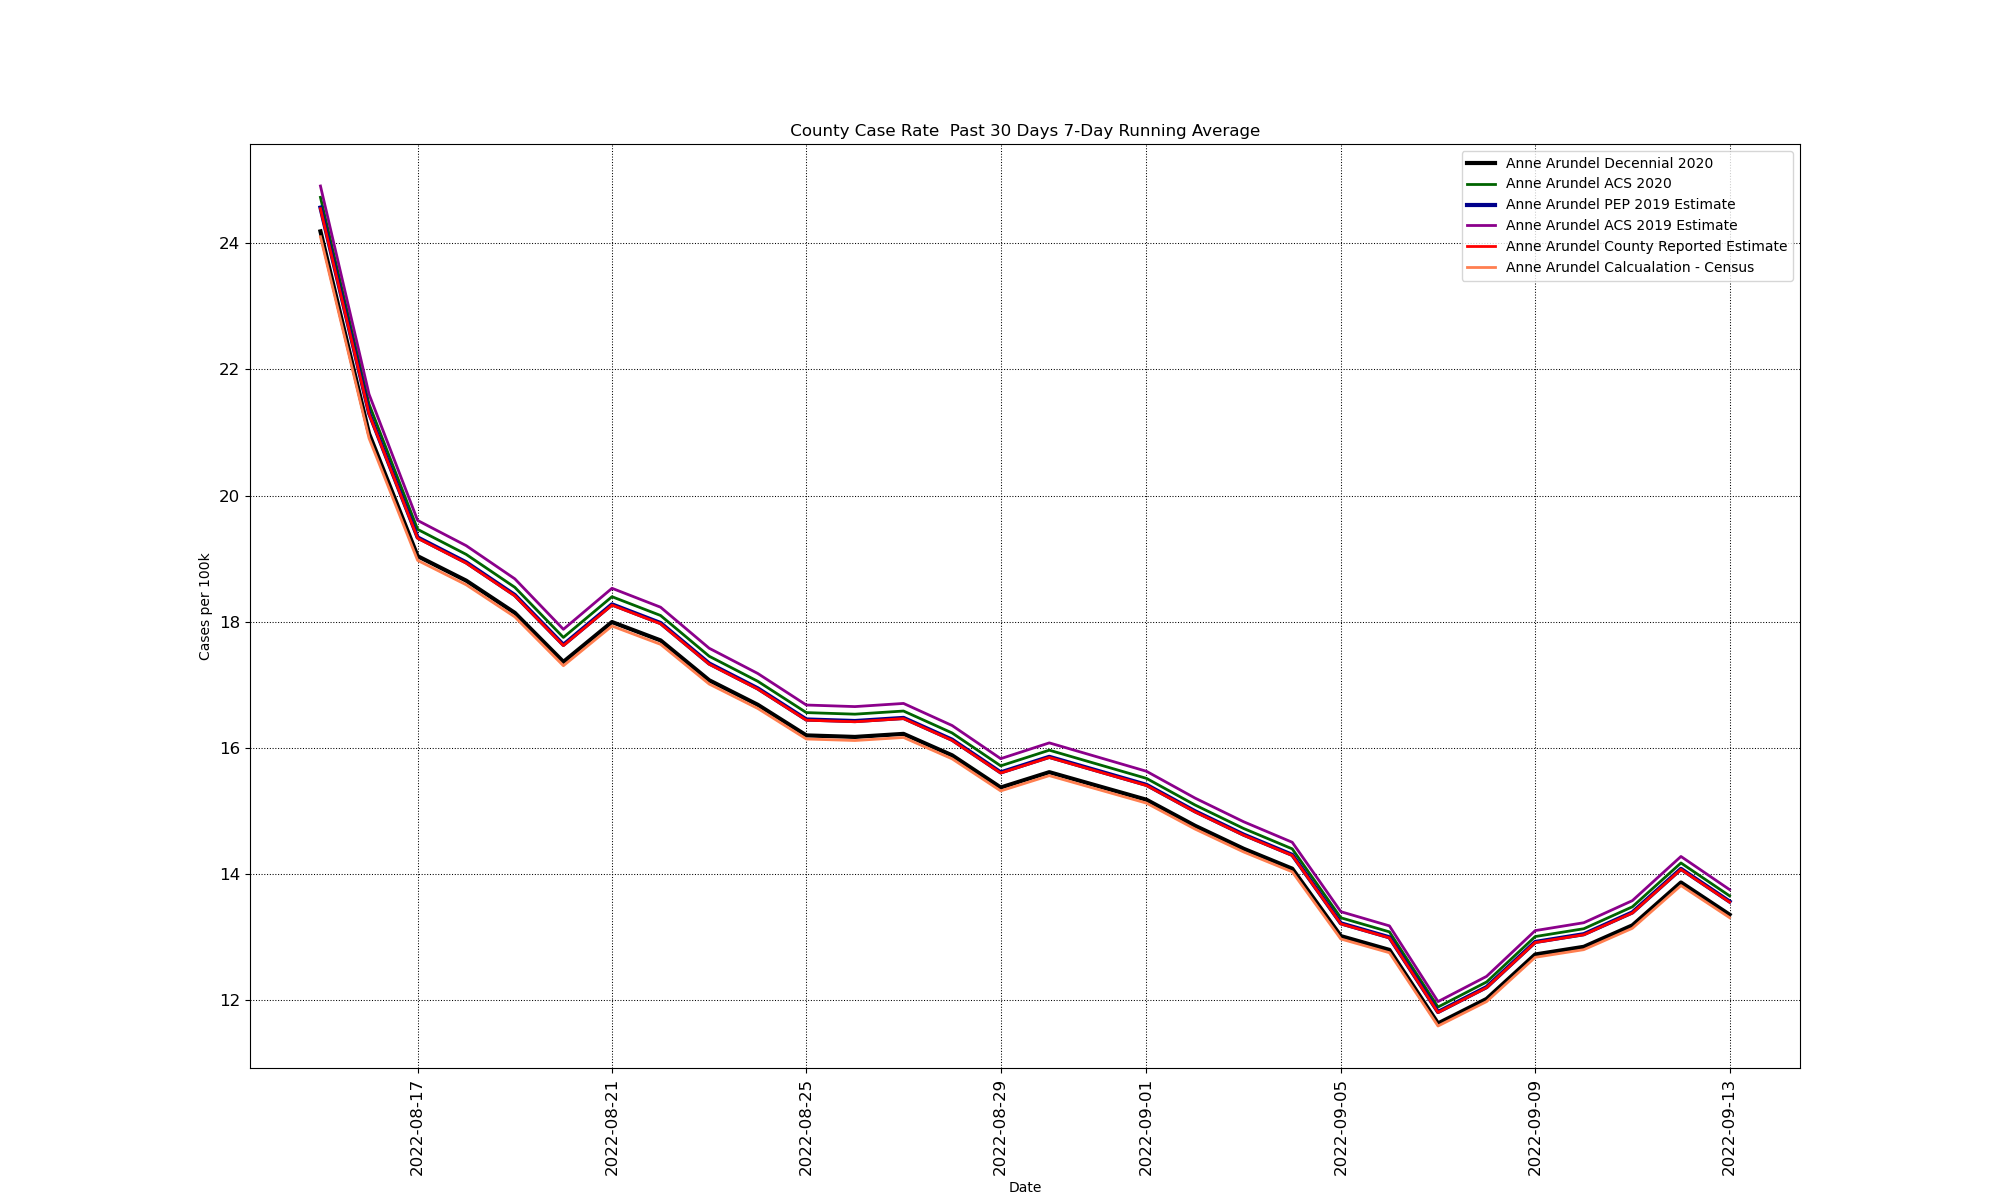 County Case Rate  Past 30 Days 7-Day Running Average
Anne Arundel Decennial 2020
Anne Arundel ACS 2020
Anne Arundel PEP 2019 Estimate
Anne Arundel ACS 2019 Estimate
Anne Arundel County Reported Estimate
Anne Arundel Calcualation - Census
Cases per 100k
24
22
20
18
16
14
12
2022-08-17
2022-08-21
2022-08-25
2022-08-29
2022-09-01
2022-09-05
2022-09-09
2022-09-13
Date